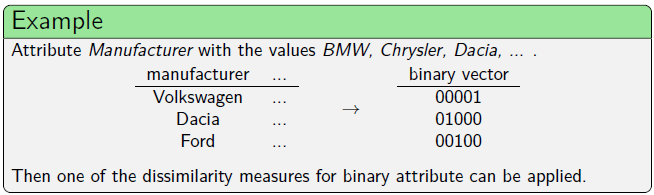 Example
Attribute Manufacturer with the values BMW, Chrysler, Dacia, ... .
manufacturer ... binary vector
Volkswagen ... 00001
Dacia ... → 01000
Ford ... 00100
Then one of the dissimilarity measures for binary attribute can be applied.